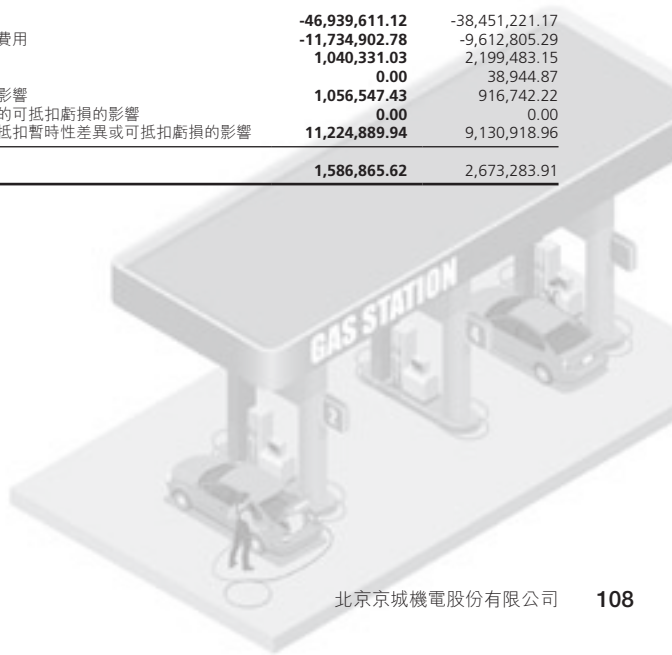 -46,939,611.12 -38,451,221.17
費用 -11,734,902.78 -9,612,805.29
1,040,331.03 2,199,483.15
0.00 38,944.87
影響 1,056,547.43 916,742.22
的可抵扣虧損的影響 0.00 0.00
抵扣暫時性差異或可抵扣虧損的影響 11,224,889.94 9,130,918.96
1,586,865.62 2,673,283.91
GAS STATION
4
2
北京京城機電股份有限公司 108